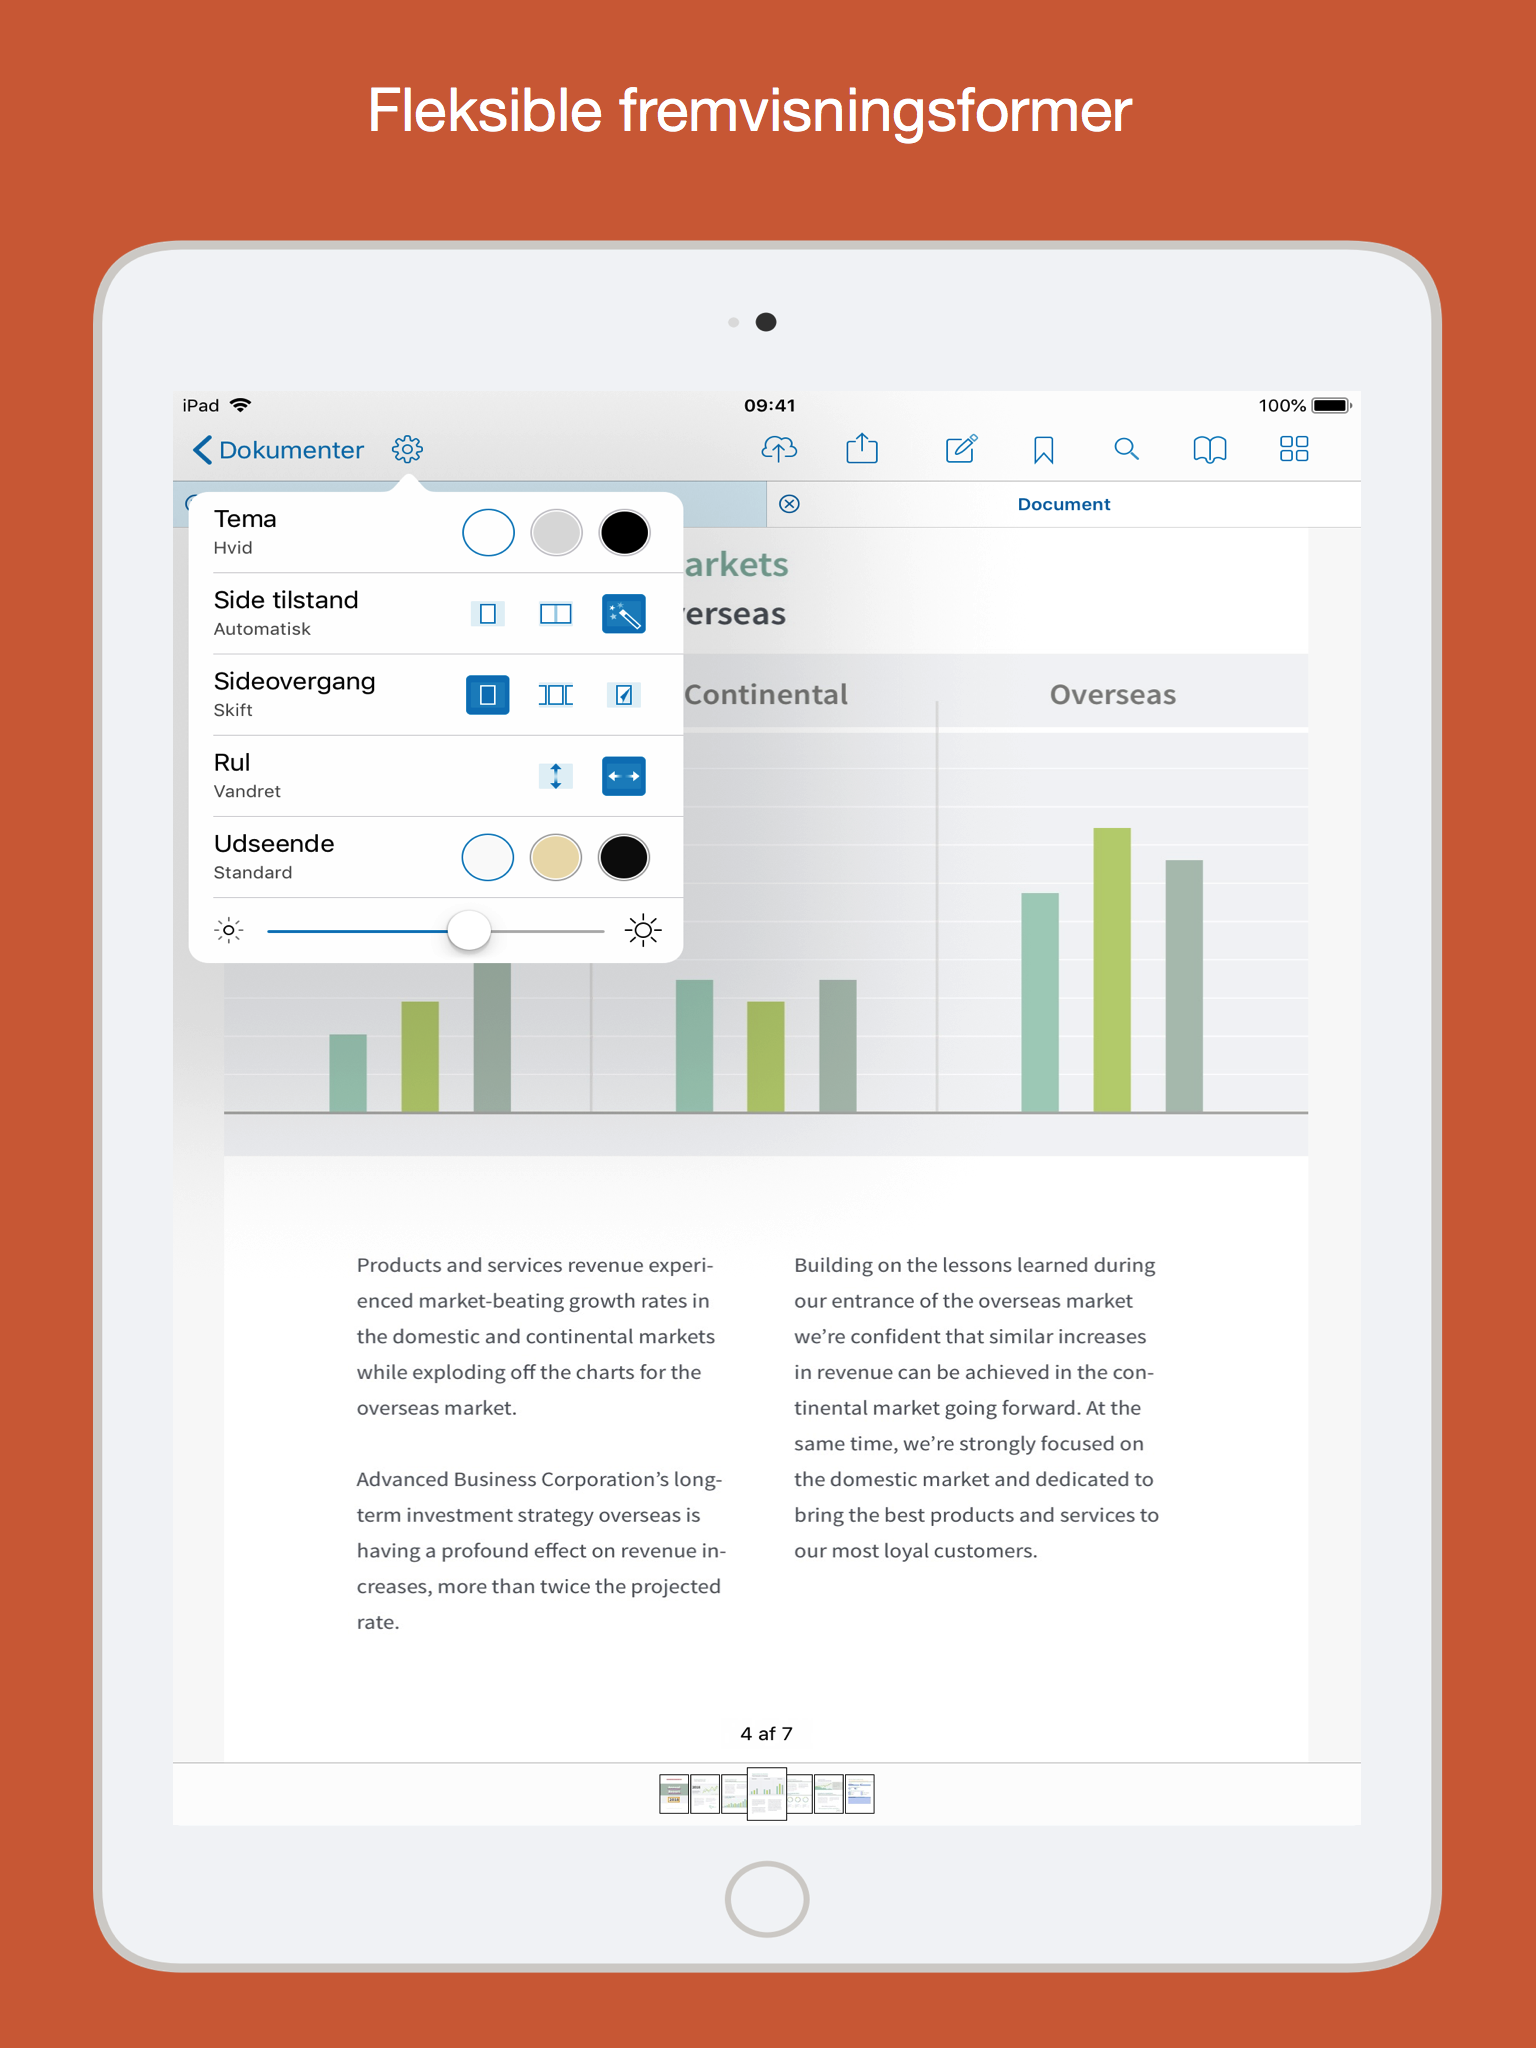 Fleksible fremvisningsformer
iPad
09:41
100%
Dokumenter
Document
Tema
Hvid
Side tilstand
Automatisk
Sideovergang
Skift
Rul
Vandret
Udseende
Standard
arkets
erseas
Continental
Overseas
Products and services revenue experi-
enced market-beating growth rates in
the domestic and continental markets
while exploding off the charts for the
overseas market.
Advanced Business Corporation’s long-
term investment strategy overseas is
having a profound effect on revenue in-
creases, more than twice the projected
rate.
Building on the lessons learned during
our entrance of the overseas market
we’re confident that similar increases
in revenue can be achieved in the con-
tinental market going forward. At the
same time, we’re strongly focused on
the domestic market and dedicated to
bring the best products and services to
our most loyal customers.
4 af 7